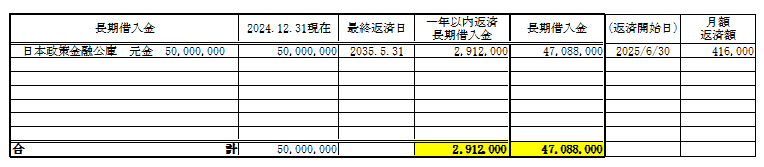 長期借入金 2024.12.31現在 最終返済日 一年以内返済 長期借入金 長期借入金 (返済開始日) 月額 返済額
日本政策金融公庫 元金 50,000,000 50,000,000 2035.5.31 2,912,000 47,088,000 2025/6/30 416,000
合 計 50,000,000 2,912,000 47,088,000